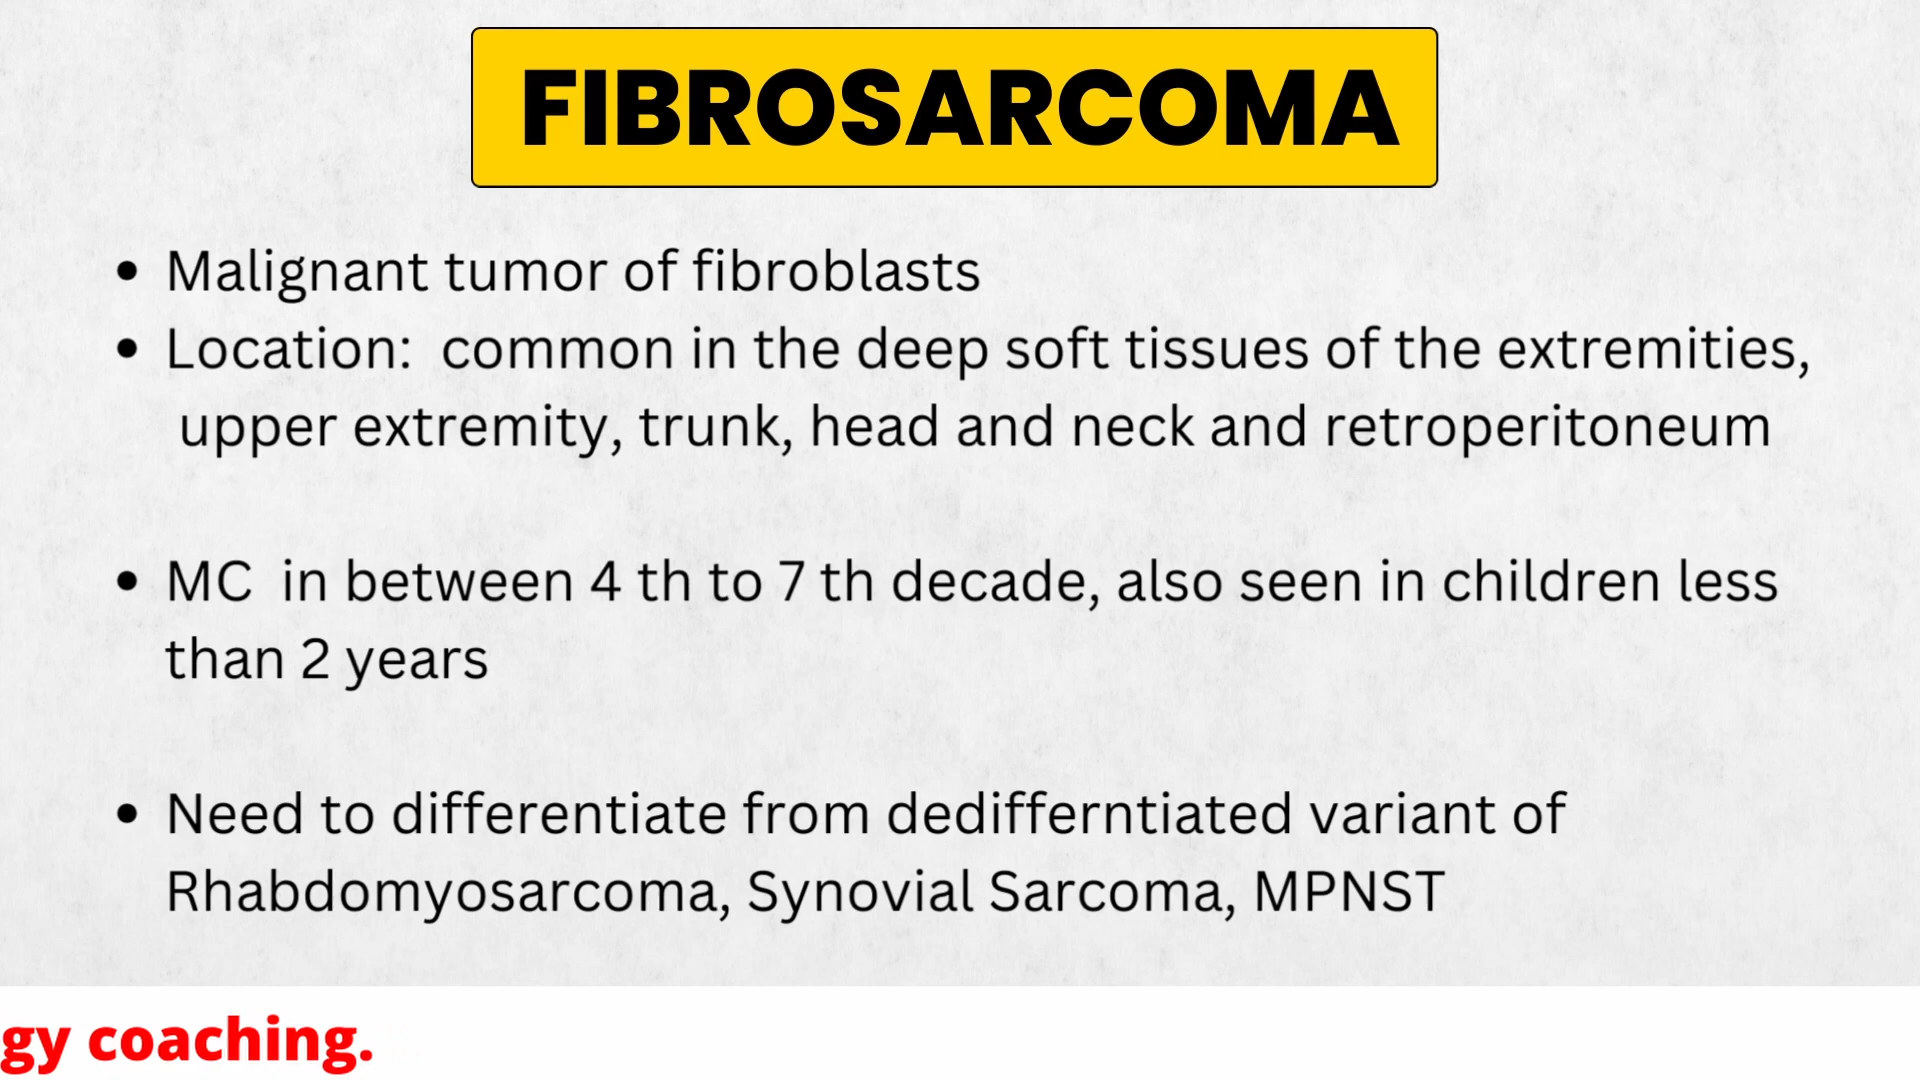 FIBROSARCOMA
• Malignant tumor of fibroblasts
• Location:  common in the deep soft tissues of the extremities,
upper extremity, trunk, head and neck and retroperitoneum
• MC  in between 4 th to 7 th decade, also seen in children less
than 2 years
• Need to differentiate from dedifferntiated variant of
Rhabdomyosarcoma, Synovial Sarcoma, MPNST
gy coaching.